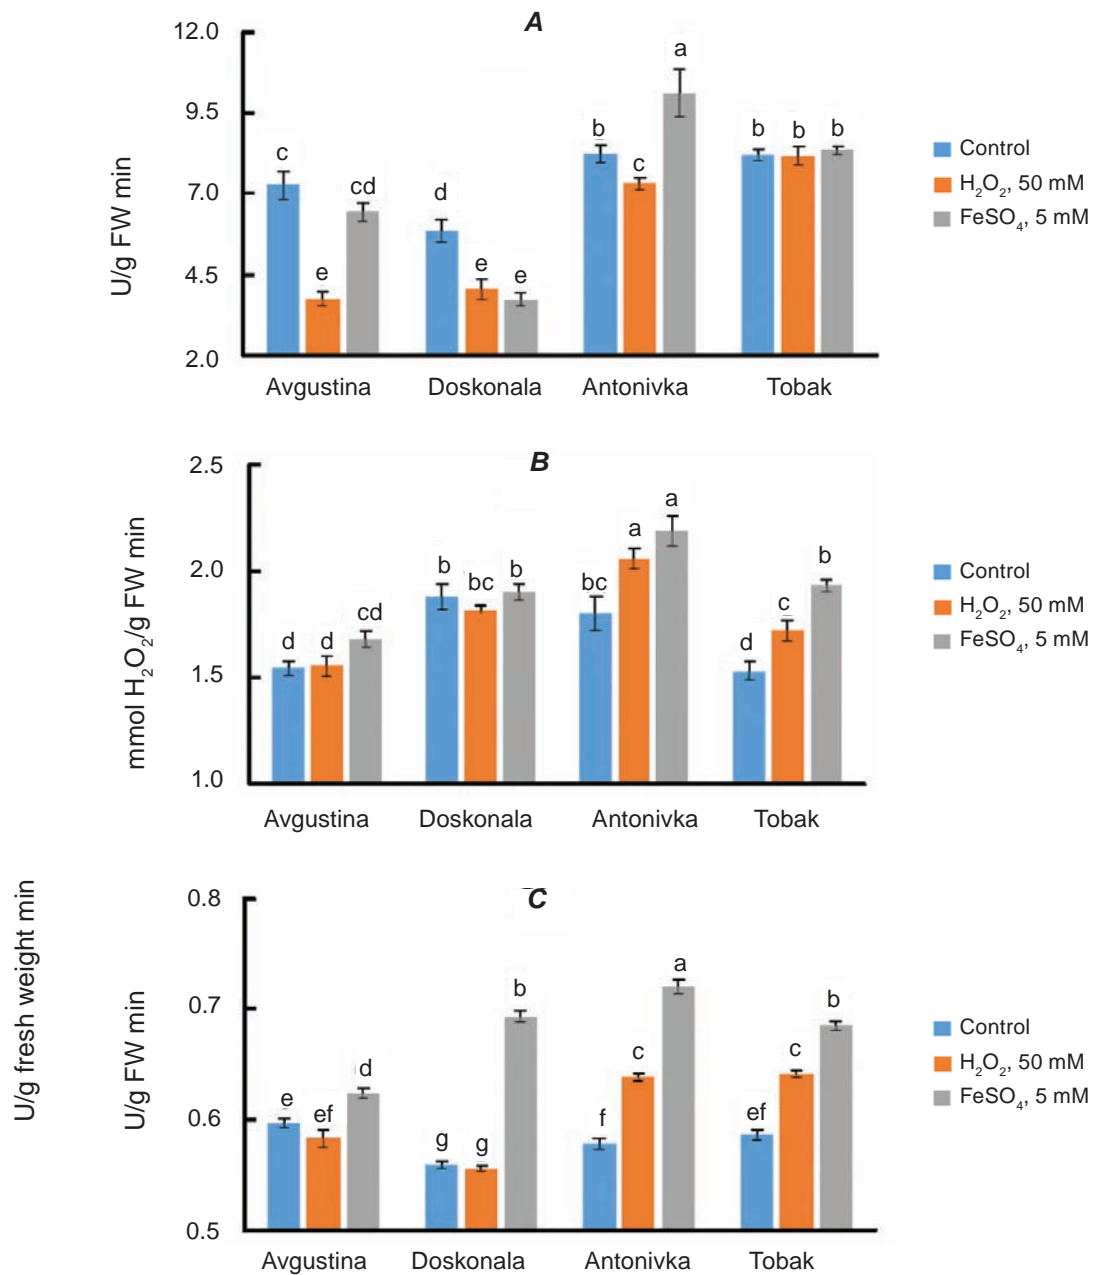 A
12.0
9.5
7.0
4.5
2.0
U/g FW min
c
e
cd
d
e
e
b
c
a
b
b
b
Avgustina
Doskonala
Antonivka
Tobak
Control
H₂O₂, 50 mM
FeSO₄, 5 mM
B
2.5
2.0
1.5
1.0
mmol H₂O₂/g FW min
d
d
cd
b
bc
b
bc
a
a
d
c
b
Avgustina
Doskonala
Antonivka
Tobak
Control
H₂O₂, 50 mM
FeSO₄, 5 mM
C
0.8
0.7
0.6
0.5
U/g fresh weight min
U/g FW min
e
ef
d
g
g
b
f
c
a
ef
c
b
Avgustina
Doskonala
Antonivka
Tobak
Control
H₂O₂, 50 mM
FeSO₄, 5 mM